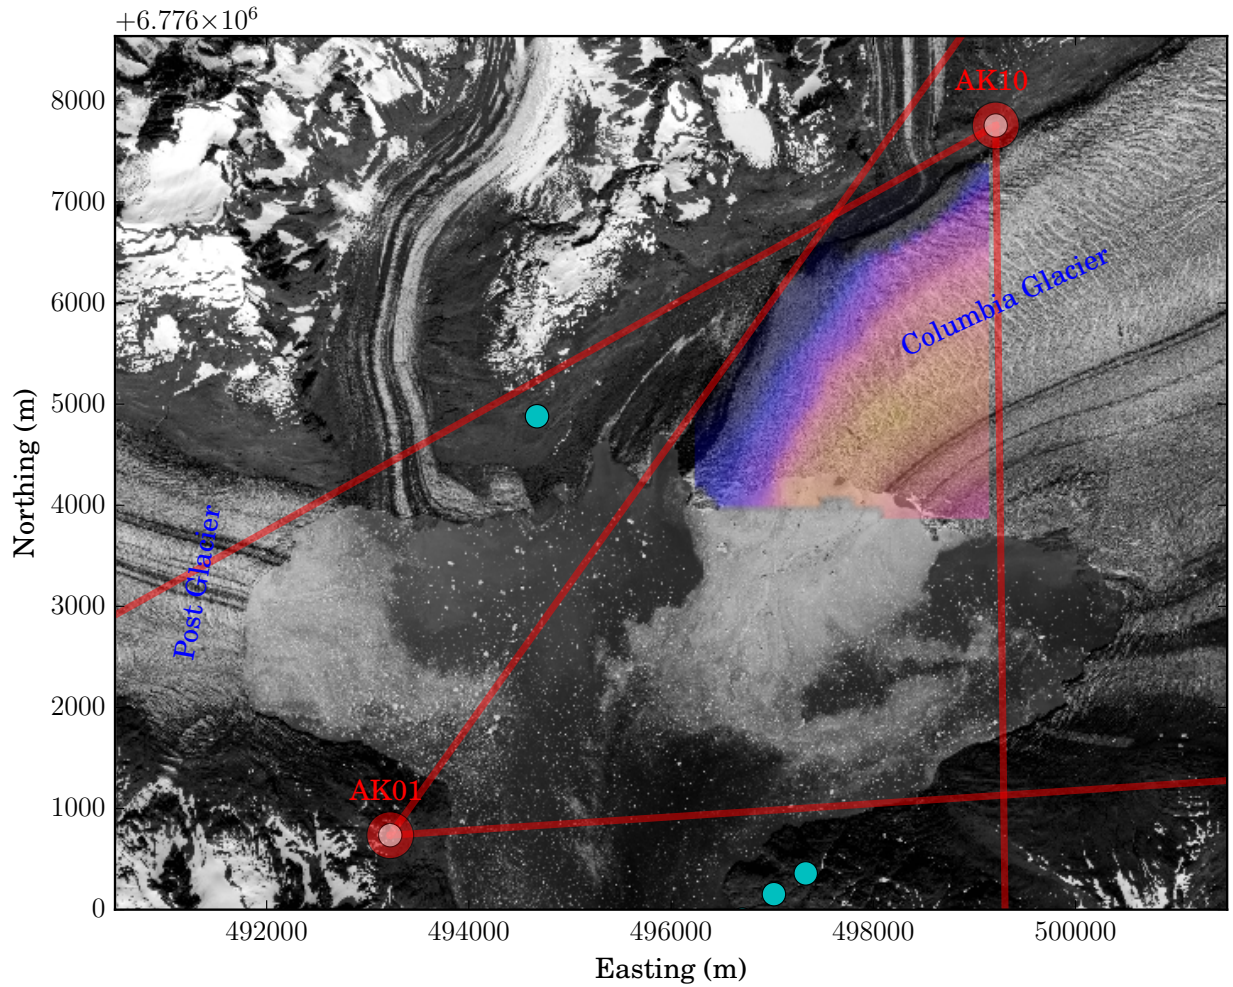 +6.776×10⁶
AK10
8000
7000
6000
5000
4000
3000
2000
1000
0
Northing (m)
Columbia Glacier
Post Glacier
AK01
492000 494000 496000 498000 500000
Easting (m)